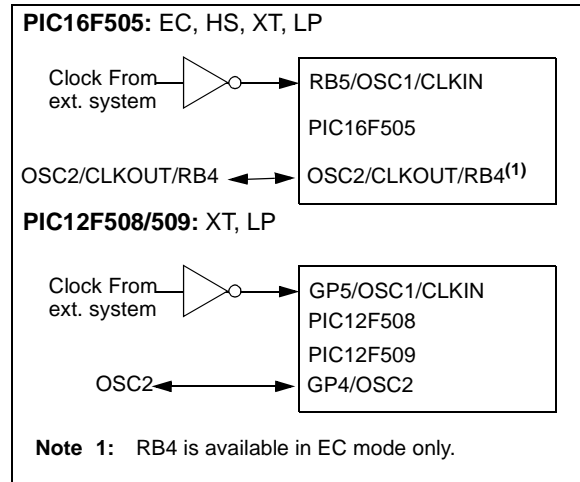 PIC16F505: EC, HS, XT, LP
Clock From
ext. system
RB5/OSC1/CLKIN
PIC16F505
OSC2/CLKOUT/RB4
OSC2/CLKOUT/RB4(1)
PIC12F508/509: XT, LP
Clock From
ext. system
GP5/OSC1/CLKIN
PIC12F508
PIC12F509
OSC2
GP4/OSC2
Note 1: RB4 is available in EC mode only.